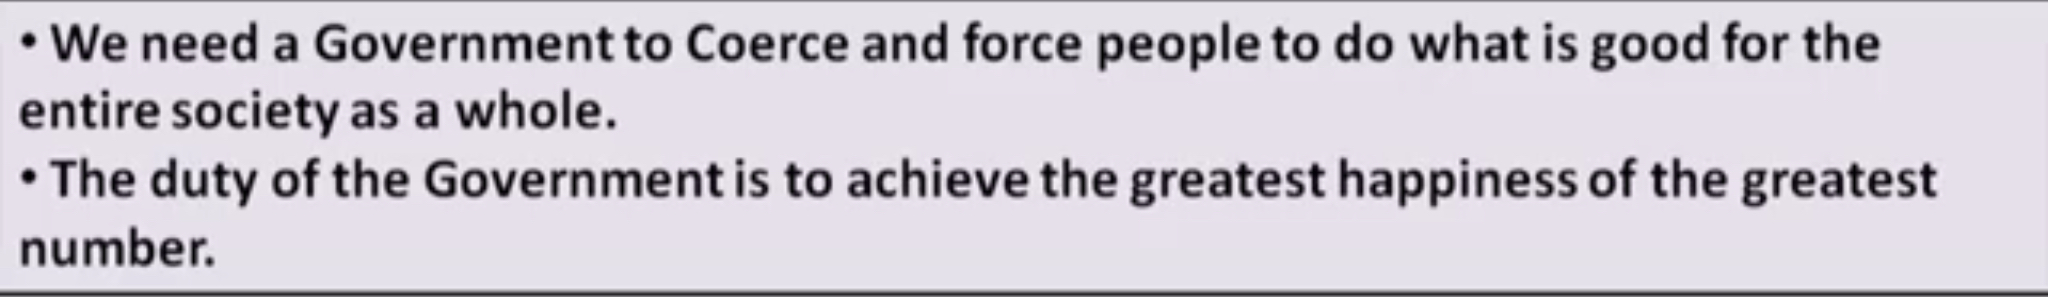 • We need a Government to Coerce and force people to do what is good for the
entire society as a whole.
• The duty of the Government is to achieve the greatest happiness of the greatest
number.